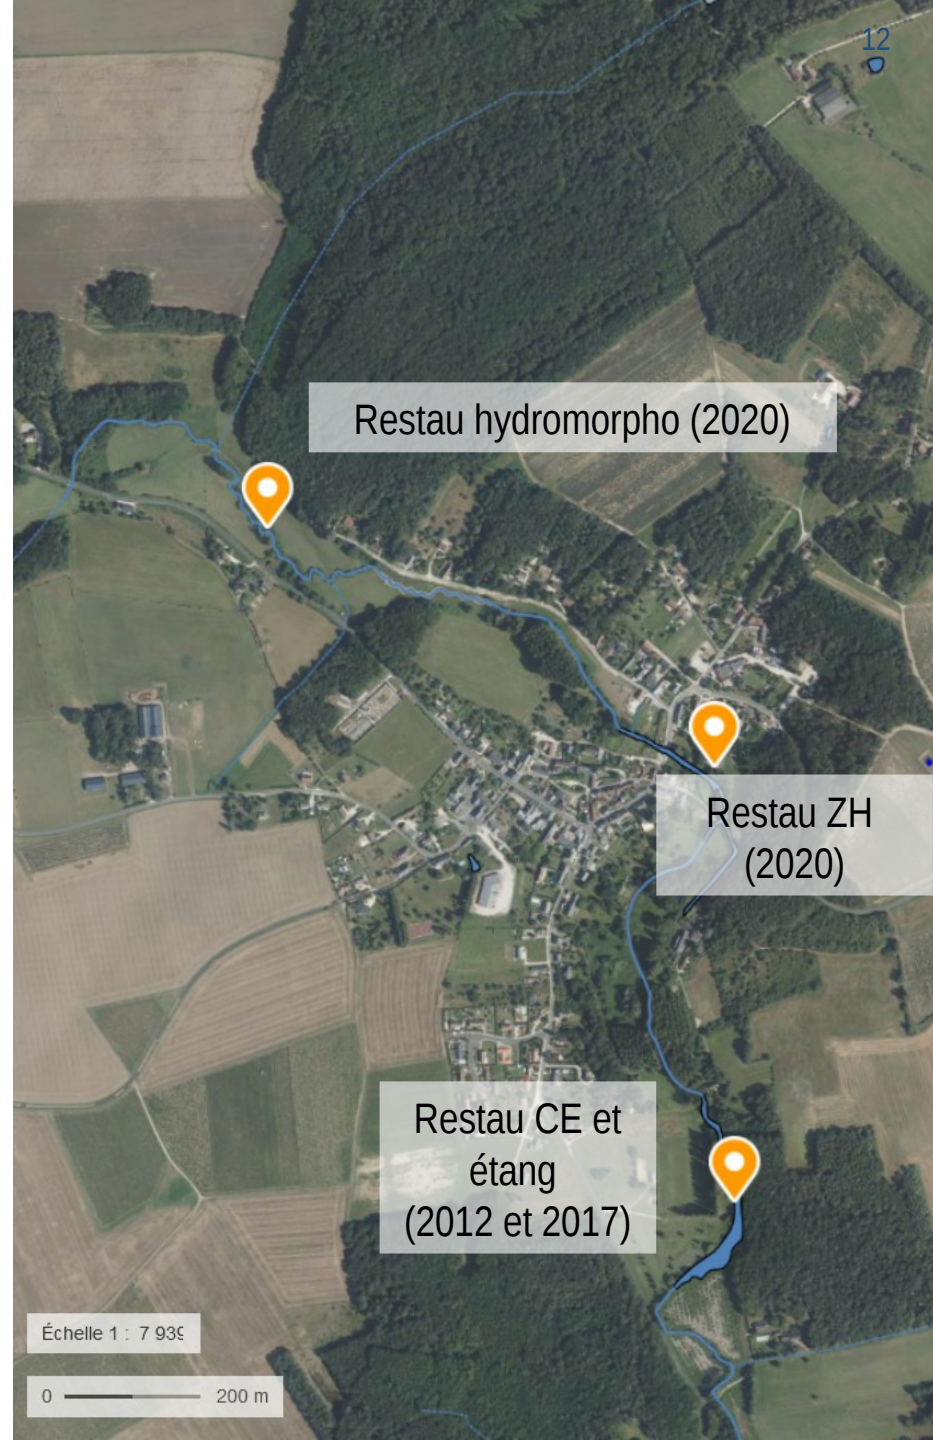 12
Restau hydromorpho (2020)
Restau ZH
(2020)
Restau CE et
étang
(2012 et 2017)
Échelle 1 : 7 939
0 200 m